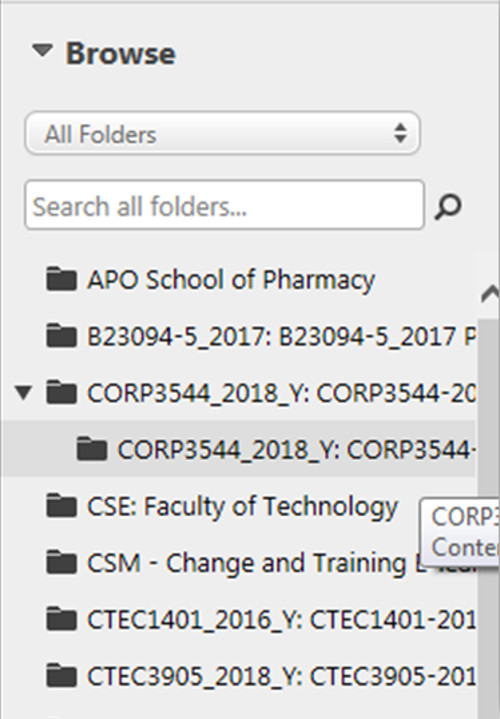 Browse
All Folders
Search all folders...
APO School of Pharmacy
B23094-5_2017: B23094-5_2017 P
CORP3544_2018_Y: CORP3544-20
CORP3544_2018_Y: CORP3544-
CSE: Faculty of Technology
CORP3
Conte
CSM - Change and Training
CTEC1401_2016_Y: CTEC1401-201
CTEC3905_2018_Y: CTEC3905-201